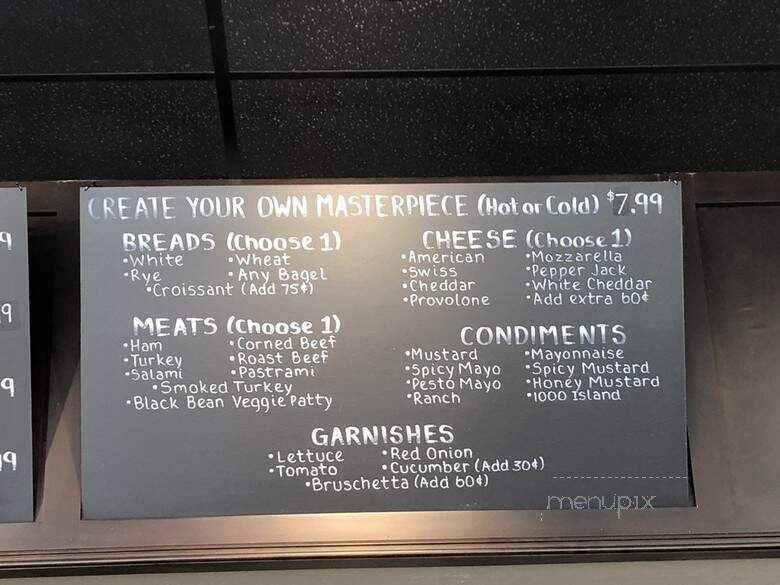 CREATE YOUR OWN MASTERPIECE (Hot or Cold) $7.99
BREADS (Choose 1)
•White •Wheat
•Rye •Any Bagel
•Croissant (Add 75¢)
MEATS (Choose 1)
•Ham •Corned Beef
•Turkey •Roast Beef
•Salami •Pastrami
•Smoked Turkey
•Black Bean Veggie Patty
CHEESE (Choose 1)
•American •Mozzarella
•Swiss •Pepper Jack
•Cheddar •White Cheddar
•Provolone •Add extra 60¢
CONDIMENTS
•Mustard •Mayonnaise
•Spicy Mayo •Spicy Mustard
•Pesto Mayo •Honey Mustard
•Ranch •1000 Island
GARNISHES
•Lettuce •Red Onion
•Tomato •Cucumber (Add 30¢)
•Bruschetta (Add 60¢)
9
9
9
19
menupix